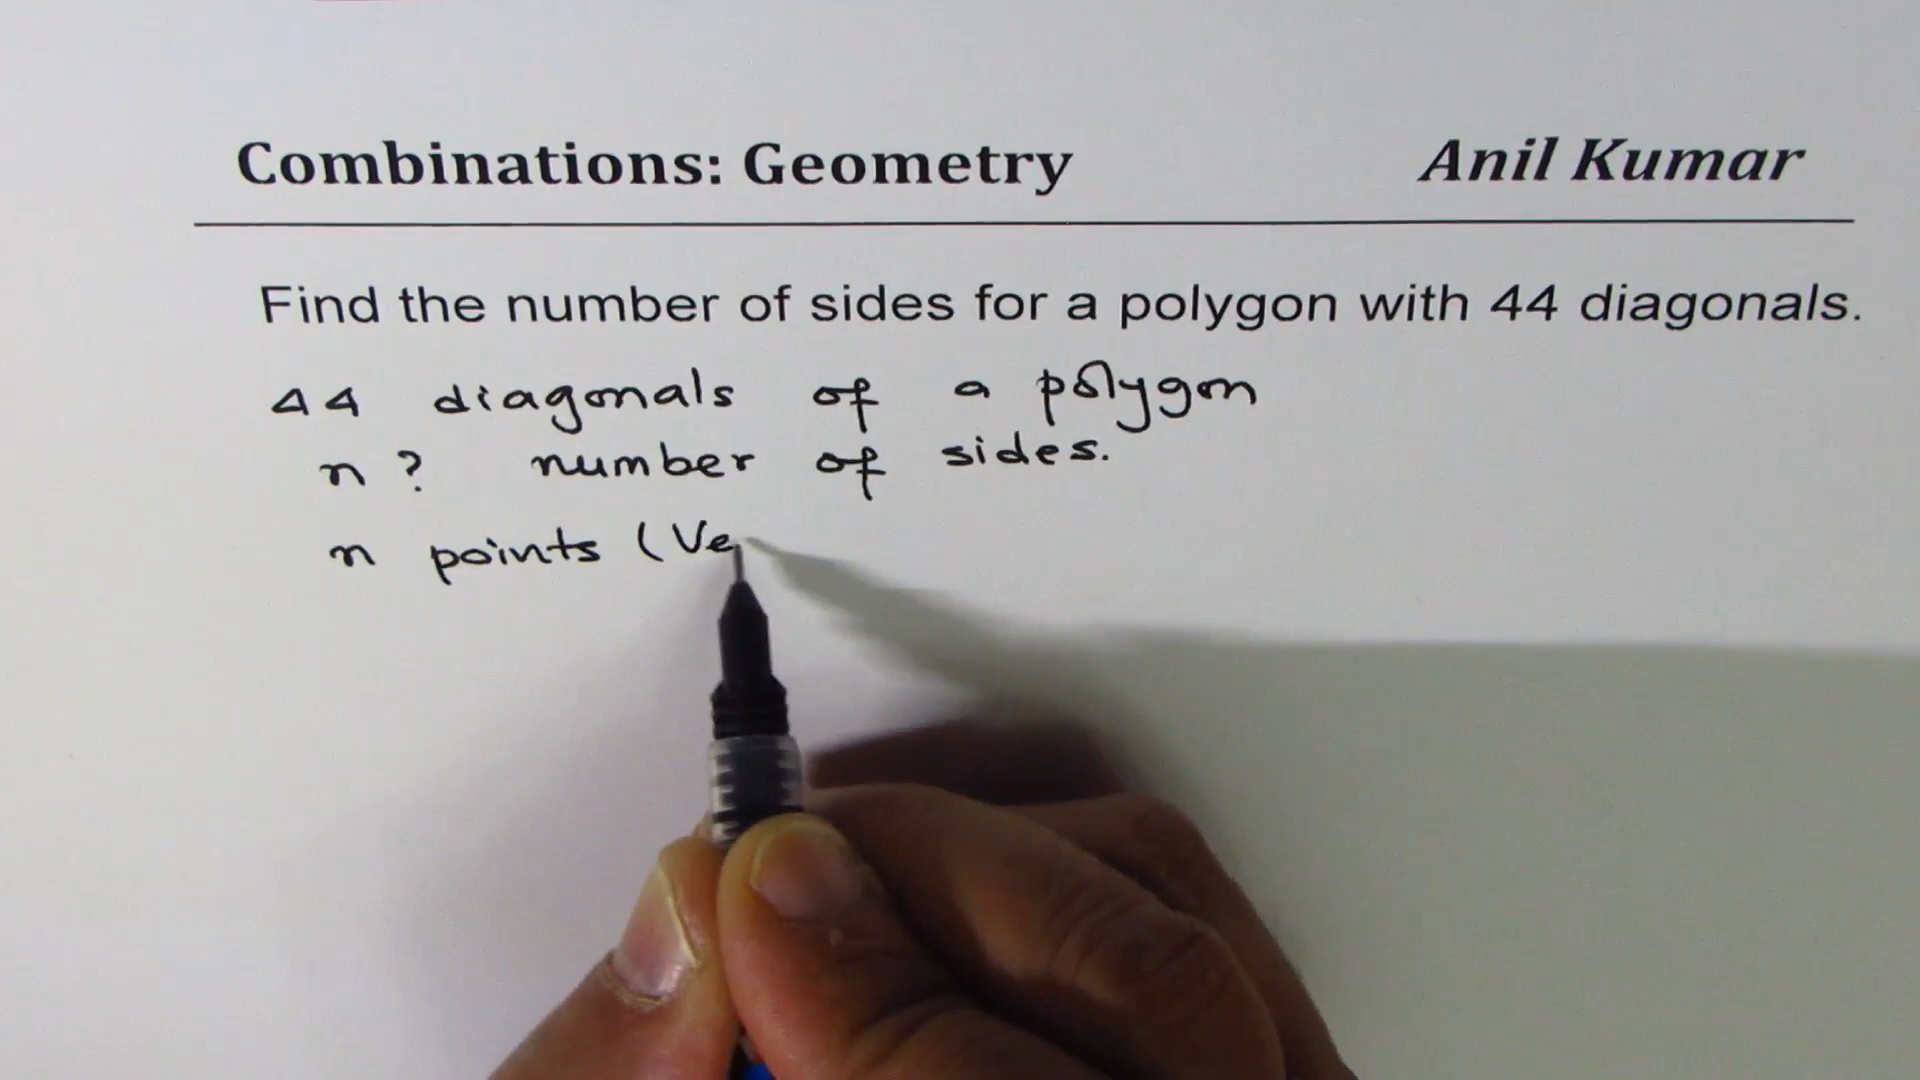 Combinations: Geometry Anil Kumar
Find the number of sides for a polygon with 44 diagonals.
44 diagonals of a polygon
n ? number of sides.
n points (Ve